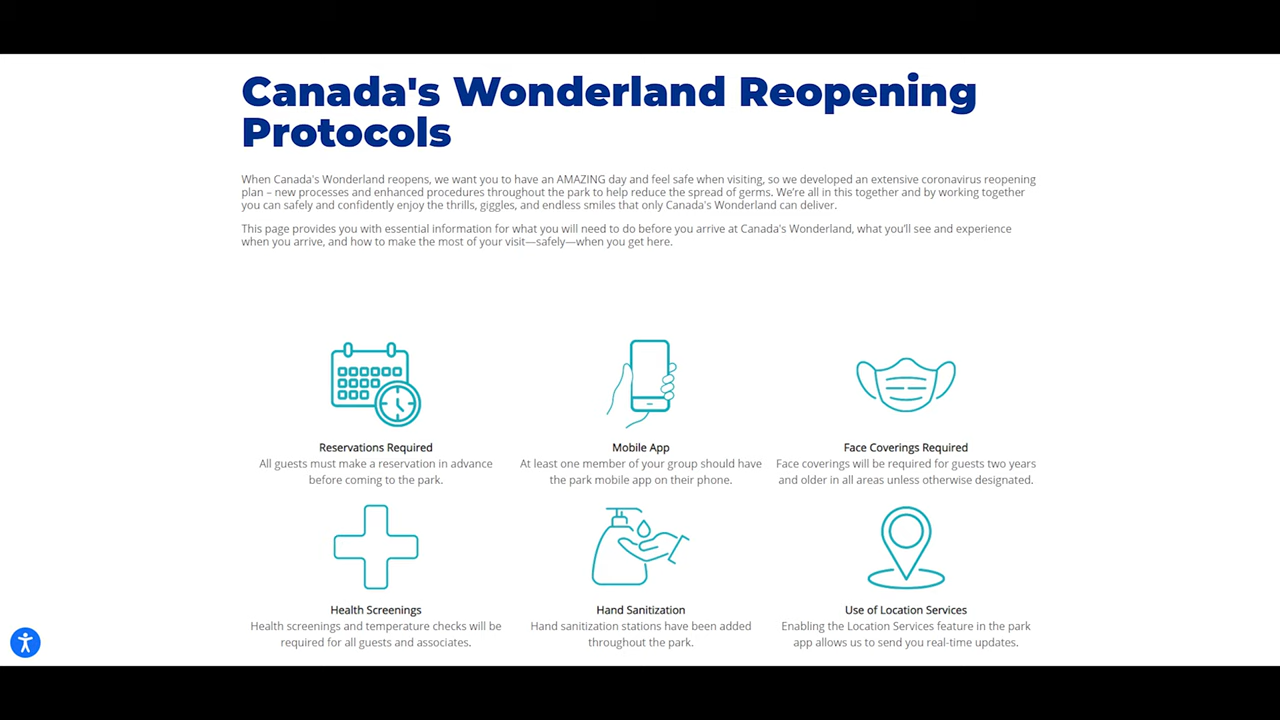 Canada's Wonderland Reopening
Protocols
When Canada's Wonderland reopens, we want you to have an AMAZING day and feel safe when visiting, so we developed an extensive coronavirus reopening
plan – new processes and enhanced procedures throughout the park to help reduce the spread of germs. We're all in this together and by working together
you can safely and confidently enjoy the thrills, giggles, and endless smiles that only Canada's Wonderland can deliver.
This page provides you with essential information for what you will need to do before you arrive at Canada's Wonderland, what you'll see and experience
when you arrive, and how to make the most of your visit—safely—when you get here.
Reservations Required
All guests must make a reservation in advance
before coming to the park.
Mobile App
At least one member of your group should have
the park mobile app on their phone.
Face Coverings Required
Face coverings will be required for guests two years
and older in all areas unless otherwise designated.
Health Screenings
Health screenings and temperature checks will be
required for all guests and associates.
Hand Sanitization
Hand sanitization stations have been added
throughout the park.
Use of Location Services
Enabling the Location Services feature in the park
app allows us to send you real-time updates.